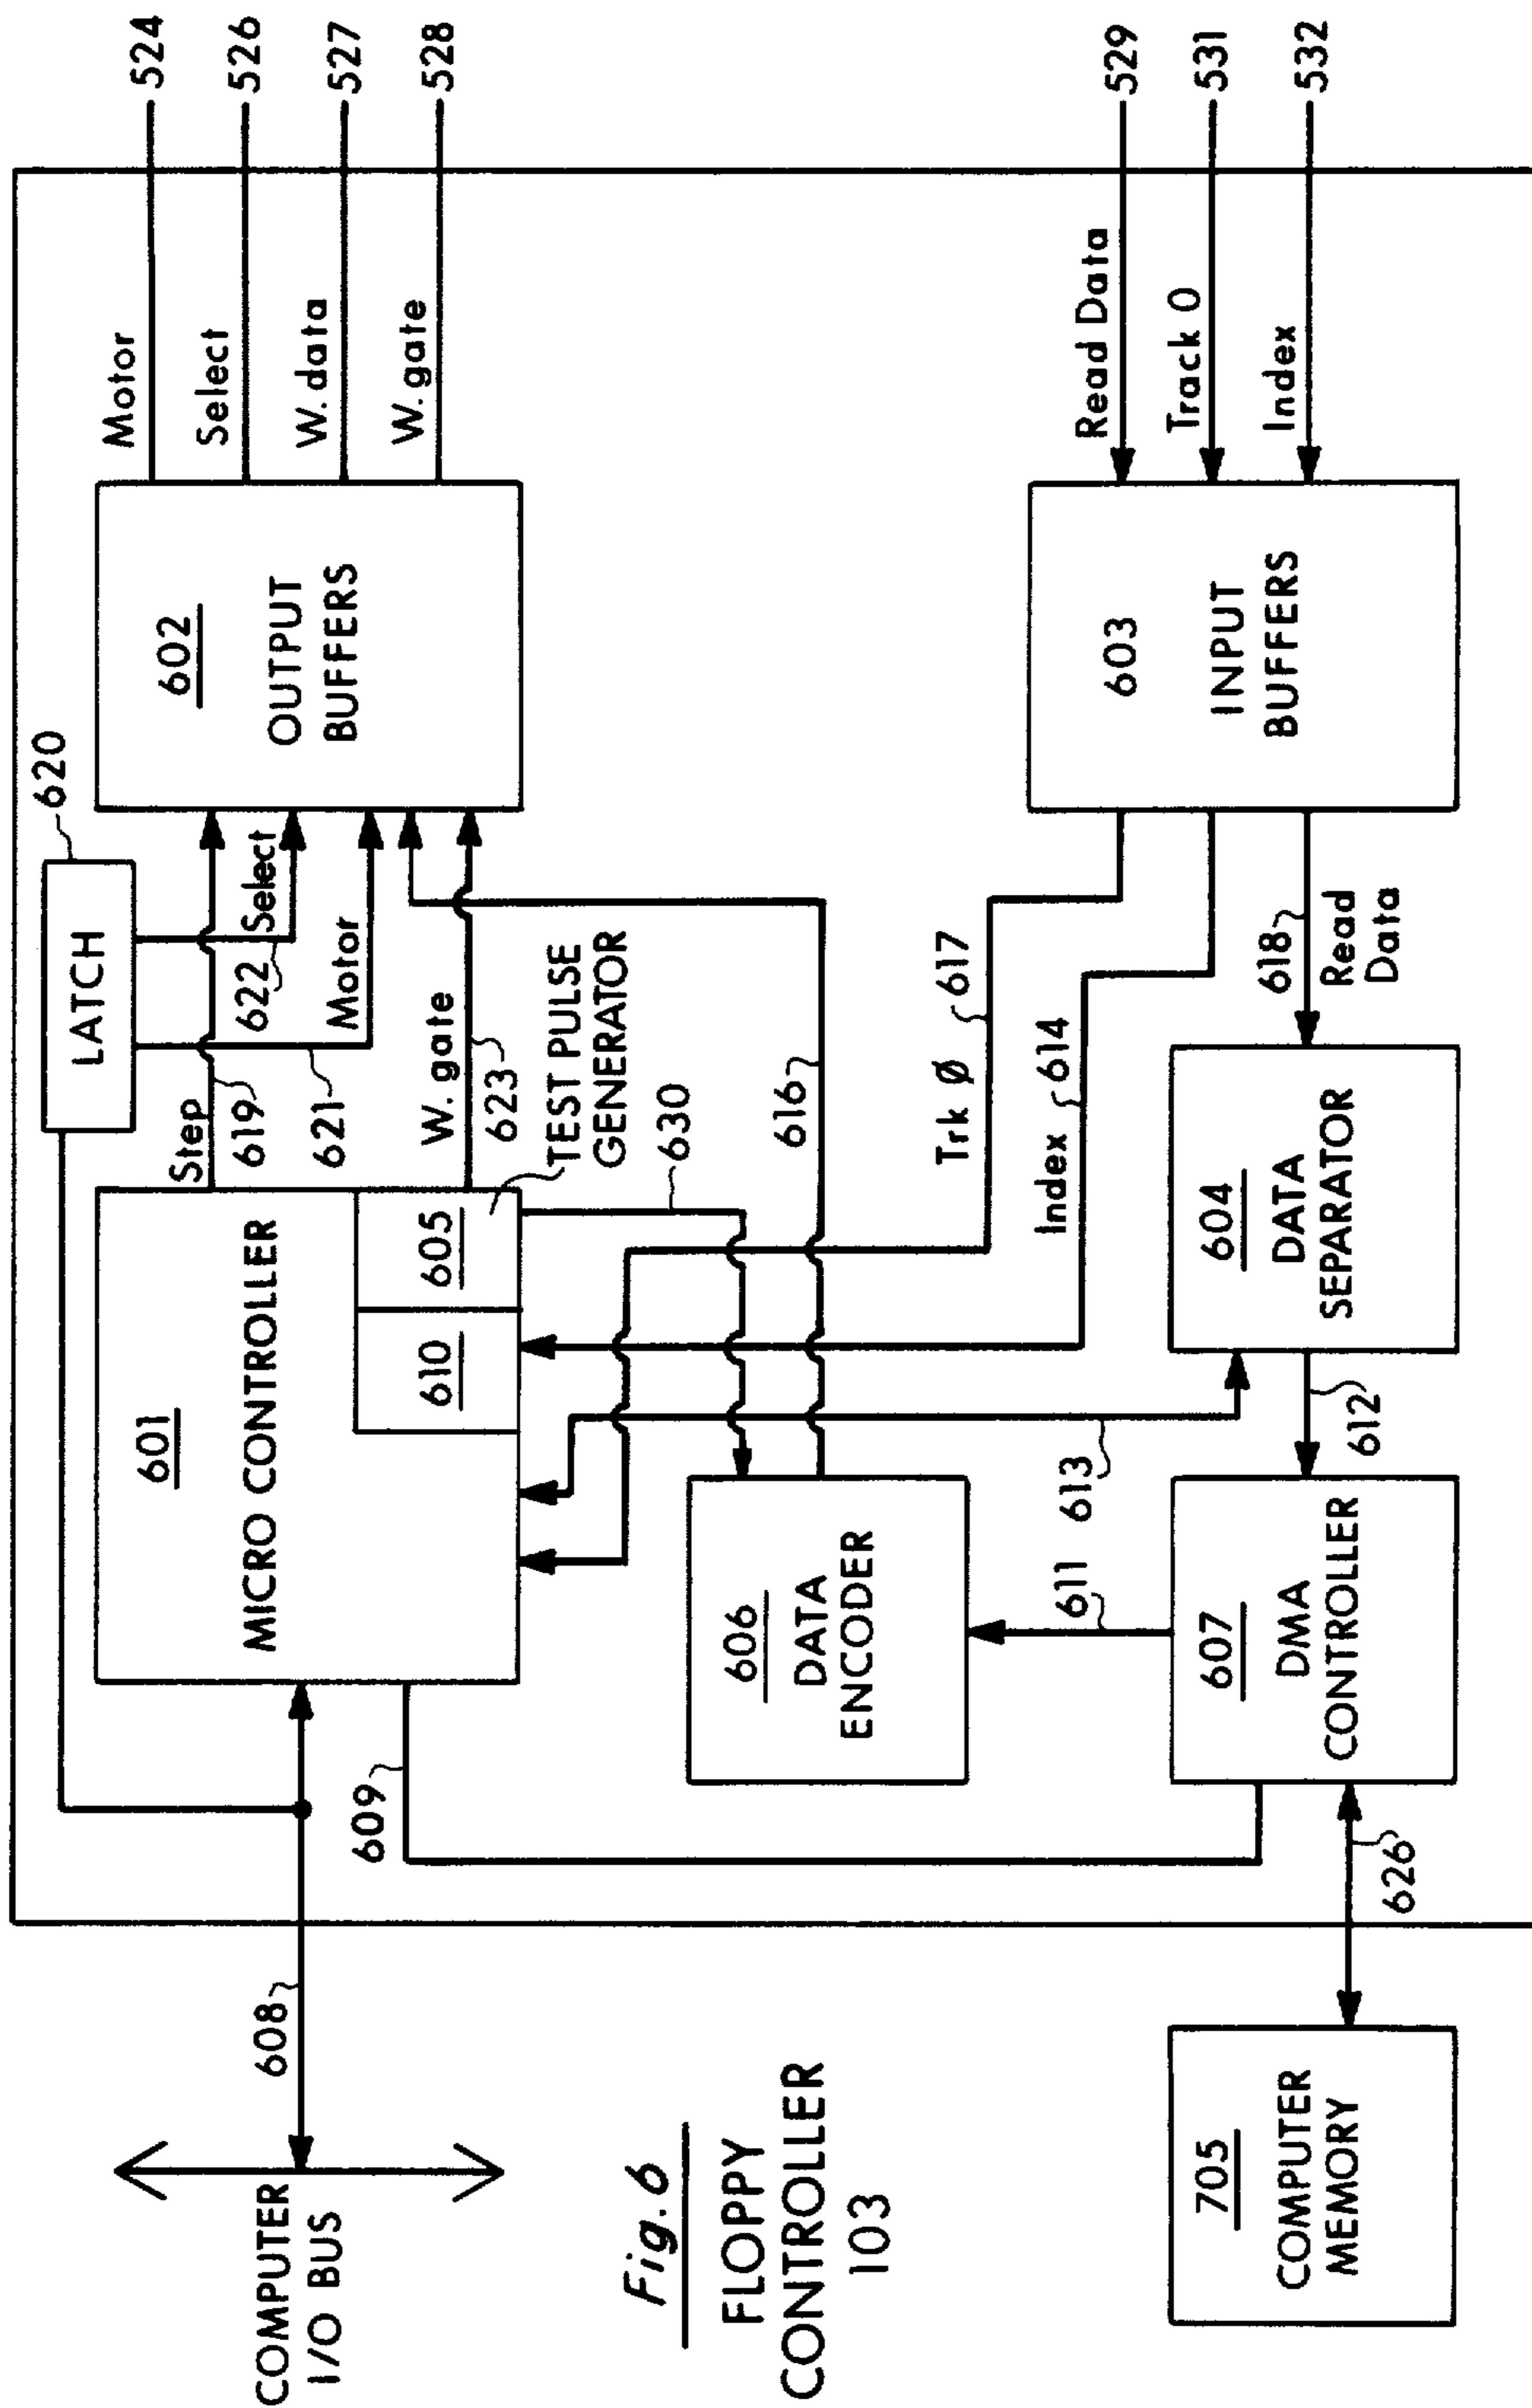 COMPUTER
I/O BUS
608
Fig. 6
FLOPPY
CONTROLLER
103
705
COMPUTER
MEMORY
626
609
LATCH
620
601
MICRO CONTROLLER
610
605
TEST PULSE
GENERATOR
Step
619
621
622
Select
Motor
W. gate
623
630
616
602
OUTPUT
BUFFERS
Motor
Select
W. data
W. gate
524
526
527
528
606
DATA
ENCODER
611
613
607
DMA
CONTROLLER
612
604
DATA
SEPARATOR
Trk Ø
617
Index
614
618
Read
Data
603
INPUT
BUFFERS
Read Data
Track 0
Index
529
531
532